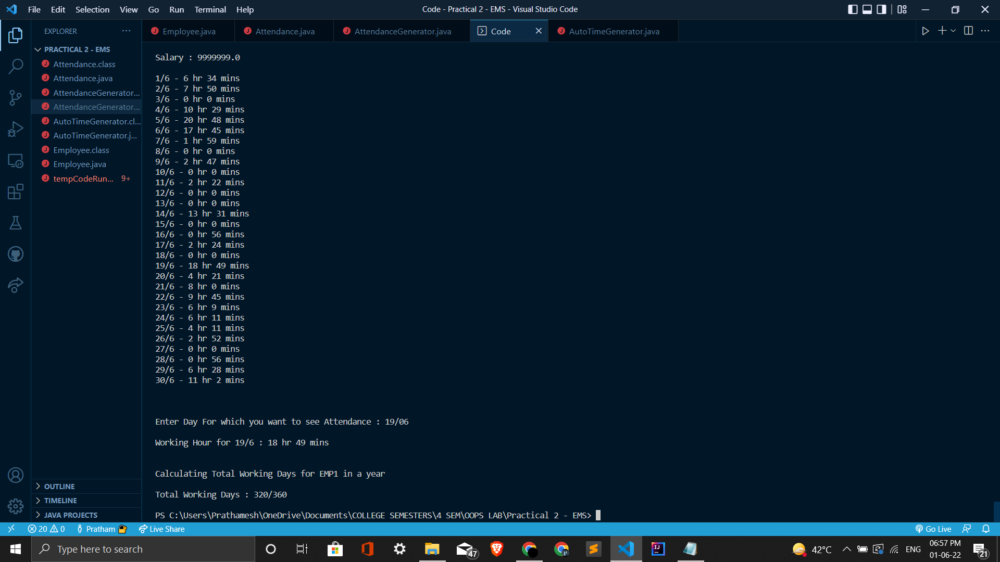 File Edit Selection View Go Run Terminal Help
Code - Practical 2 - EMS - Visual Studio Code
EXPLORER
Employee.java Attendance.java AttendanceGenerator.java Code AutoTimeGenerator.java
PRACTICAL 2 - EMS
Attendance.class
Attendance.java
AttendanceGenerator...
AttendanceGenerator...
AutoTimeGenerator.cl...
AutoTimeGenerator.j...
Employee.class
Employee.java
tempCodeRun... 9+
OUTLINE
TIMELINE
JAVA PROJECTS
Salary : 9999999.0
1/6 - 6 hr 34 mins
2/6 - 7 hr 50 mins
3/6 - 0 hr 0 mins
4/6 - 10 hr 29 mins
5/6 - 20 hr 48 mins
6/6 - 17 hr 45 mins
7/6 - 1 hr 59 mins
8/6 - 0 hr 0 mins
9/6 - 2 hr 47 mins
10/6 - 0 hr 0 mins
11/6 - 2 hr 22 mins
12/6 - 0 hr 0 mins
13/6 - 0 hr 0 mins
14/6 - 13 hr 31 mins
15/6 - 0 hr 0 mins
16/6 - 0 hr 56 mins
17/6 - 2 hr 24 mins
18/6 - 0 hr 0 mins
19/6 - 18 hr 49 mins
20/6 - 4 hr 21 mins
21/6 - 8 hr 0 mins
22/6 - 9 hr 45 mins
23/6 - 6 hr 9 mins
24/6 - 6 hr 11 mins
25/6 - 4 hr 11 mins
26/6 - 2 hr 52 mins
27/6 - 0 hr 0 mins
28/6 - 0 hr 56 mins
29/6 - 6 hr 28 mins
30/6 - 11 hr 2 mins
Enter Day For which you want to see Attendance : 19/06
Working Hour for 19/6 : 18 hr 49 mins
Calculating Total Working Days for EMP1 in a year
Total Working Days : 320/360
PS C:\Users\Prathamesh\OneDrive\Documents\COLLEGE SEMESTERS\4 SEM\OOPS LAB\Practical 2 - EMS>
20 0 Pratham Live Share Go Live
Type here to search
47
42°C ENG 06:57 PM
01-06-22
21